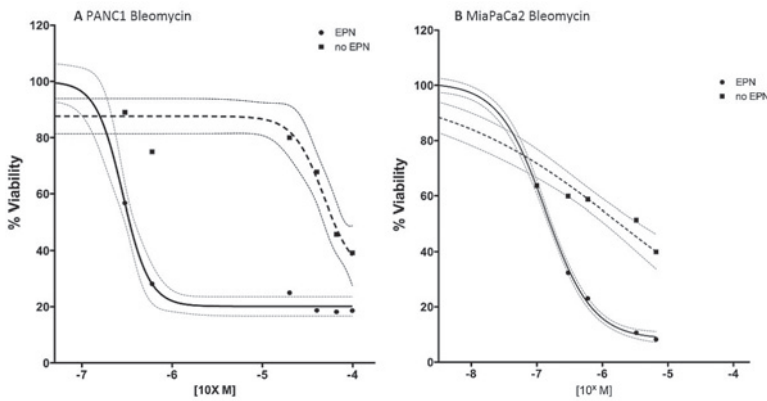 A PANC1 Bleomycin
EPN
no EPN
120
100
80
60
40
20
0
% Viability
-7
-6
-5
-4
[10X M]
B MiaPaCa2 Bleomycin
EPN
no EPN
120
100
80
60
40
20
0
% Viability
-8
-7
-6
-5
-4
[10ˣ M]